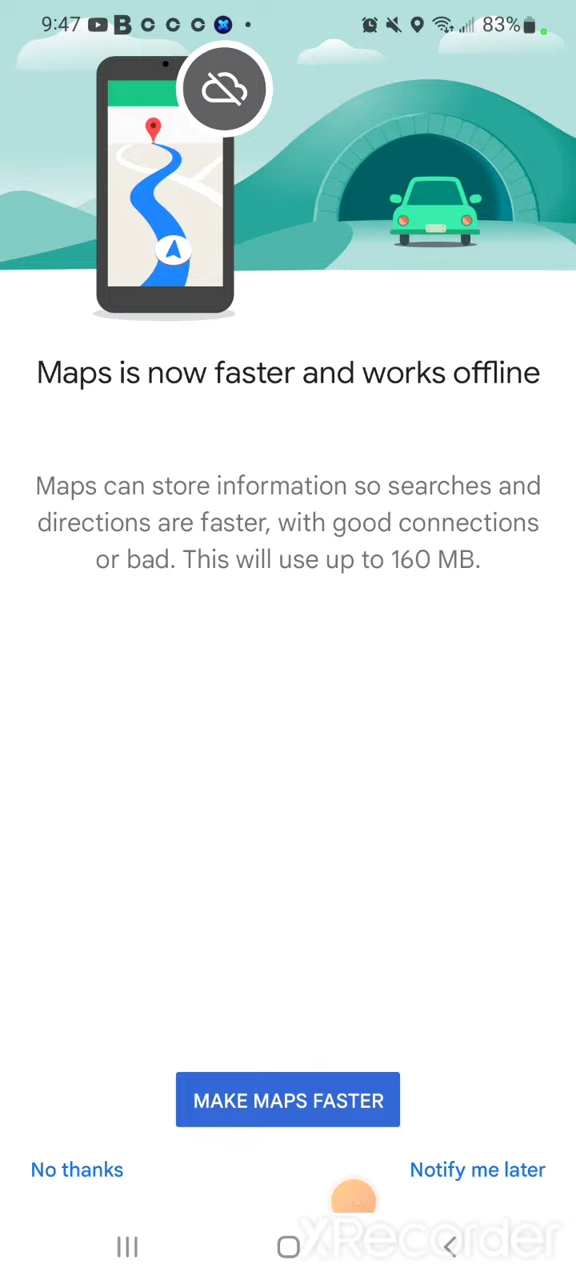 9:47 B 83%
Maps is now faster and works offline
Maps can store information so searches and
directions are faster, with good connections
or bad. This will use up to 160 MB.
MAKE MAPS FASTER
No thanks Notify me later
XRecorder